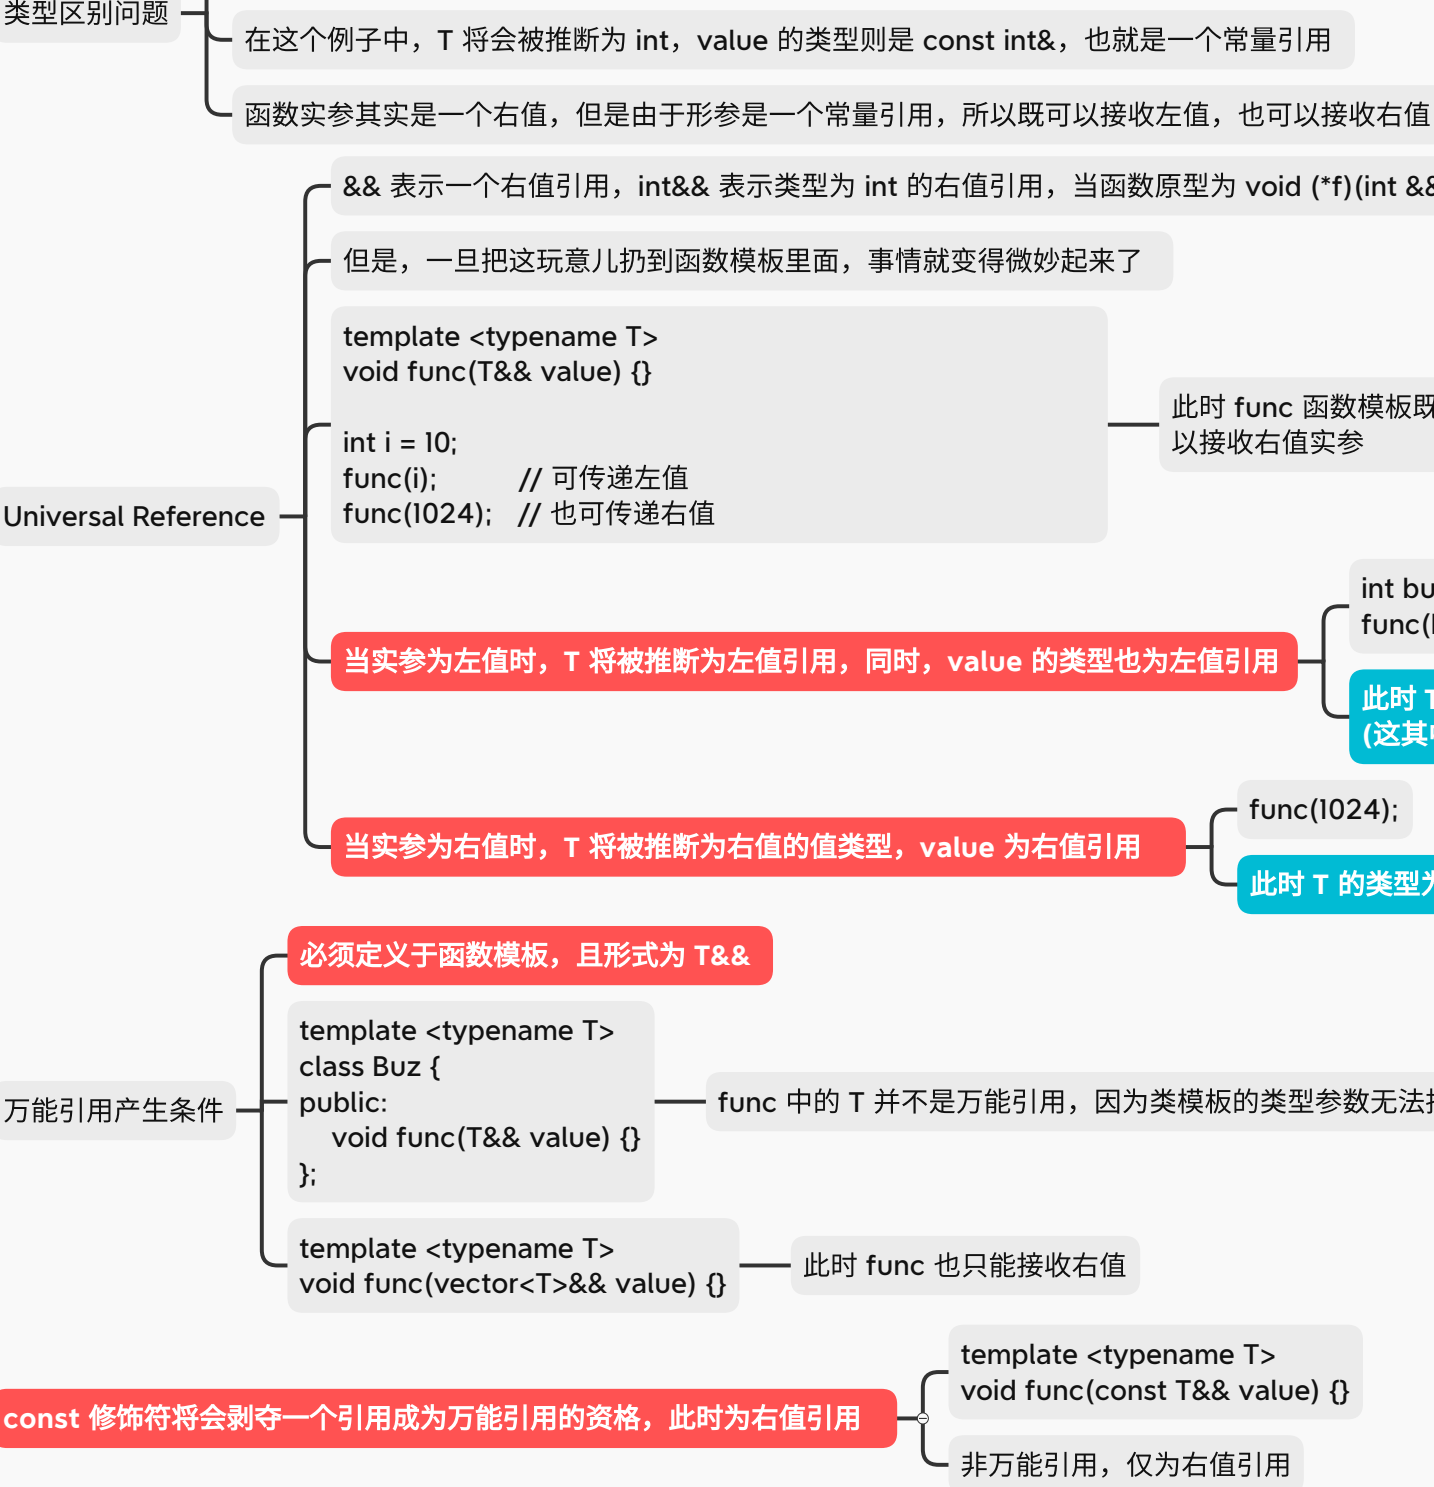 类型区别问题
在这个例子中，T 将会被推断为 int，value 的类型则是 const int&，也就是一个常量引用
函数实参其实是一个右值，但是由于形参是一个常量引用，所以既可以接收左值，也可以接收右值
Universal Reference
&& 表示一个右值引用，int&& 表示类型为 int 的右值引用，当函数原型为 void (*f)(int &&
但是，一旦把这玩意儿扔到函数模板里面，事情就变得微妙起来了
template <typename T>
void func(T&& value) {}
int i = 10;
func(i); // 可传递左值
func(1024); // 也可传递右值
此时 func 函数模板既
以接收右值实参
当实参为左值时，T 将被推断为左值引用，同时，value 的类型也为左值引用
int bu
func(
此时 T
(这其
当实参为右值时，T 将被推断为右值的值类型，value 为右值引用
func(1024);
此时 T 的类型为
万能引用产生条件
必须定义于函数模板，且形式为 T&&
template <typename T>
class Buz {
public:
void func(T&& value) {}
};
func 中的 T 并不是万能引用，因为类模板的类型参数无法
template <typename T>
void func(vector<T>&& value) {}
此时 func 也只能接收右值
const 修饰符将会剥夺一个引用成为万能引用的资格，此时为右值引用
template <typename T>
void func(const T&& value) {}
非万能引用，仅为右值引用